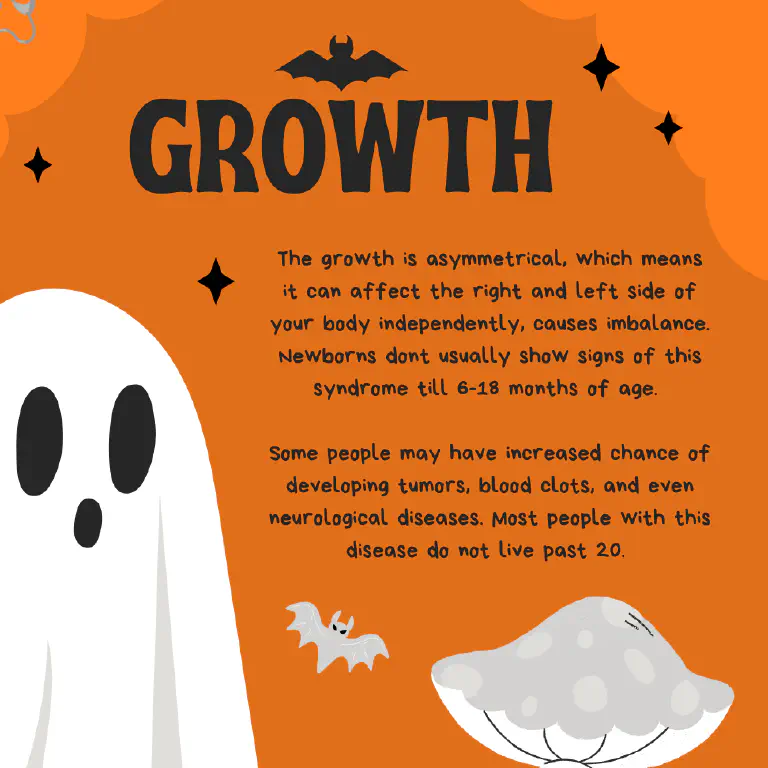 GROWTH
The growth is asymmetrical, which means
it can affect the right and left side of
your body independently, causes imbalance.
Newborns dont usually show signs of this
syndrome till 6-18 months of age.
Some people may have increased chance of
developing tumors, blood clots, and even
neurological diseases. Most people with this
disease do not live past 20.